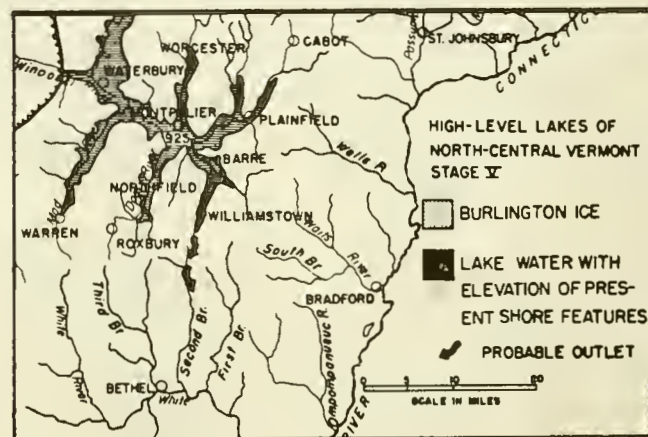 WORCESTER
CABOT
ST. JOHNSBURY
CONNECTICUT
WATERBURY
MONTPELIER
925
PLAINFIELD
BARRE
Wells R.
HIGH-LEVEL LAKES OF
NORTH-CENTRAL VERMONT
STAGE V
BURLINGTON ICE
Mad
NORTHFIELD
WILLIAMSTOWN
WARREN
ROXBURY
Waits
River
South Br.
LAKE WATER WITH
ELEVATION OF PRES-
ENT SHORE FEATURES
BRADFORD
PROBABLE OUTLET
White
River
Third Br.
Second Br.
First Br.
BETHEL
White
RIVER
0 5 10 20
SCALE IN MILES